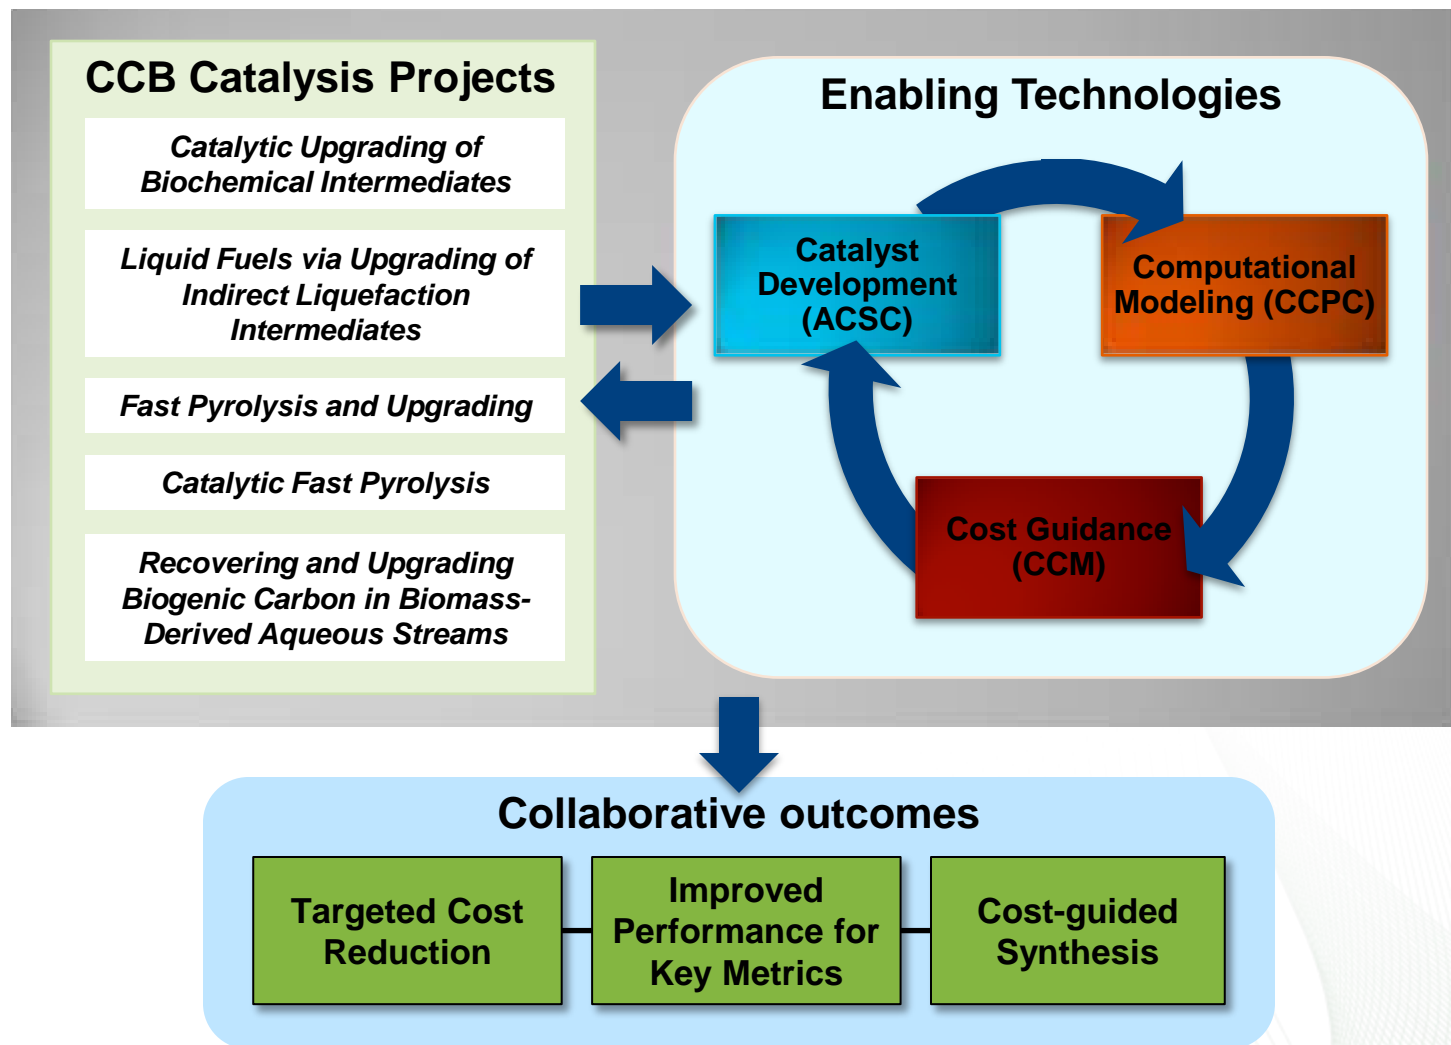 CCB Catalysis Projects
Catalytic Upgrading of
Biochemical Intermediates
Liquid Fuels via Upgrading of
Indirect Liquefaction
Intermediates
Fast Pyrolysis and Upgrading
Catalytic Fast Pyrolysis
Recovering and Upgrading
Biogenic Carbon in Biomass-
Derived Aqueous Streams
Enabling Technologies
Catalyst
Development
(ACSC)
Computational
Modeling (CCPC)
Cost Guidance
(CCM)
Collaborative outcomes
Targeted Cost
Reduction
Improved
Performance for
Key Metrics
Cost-guided
Synthesis